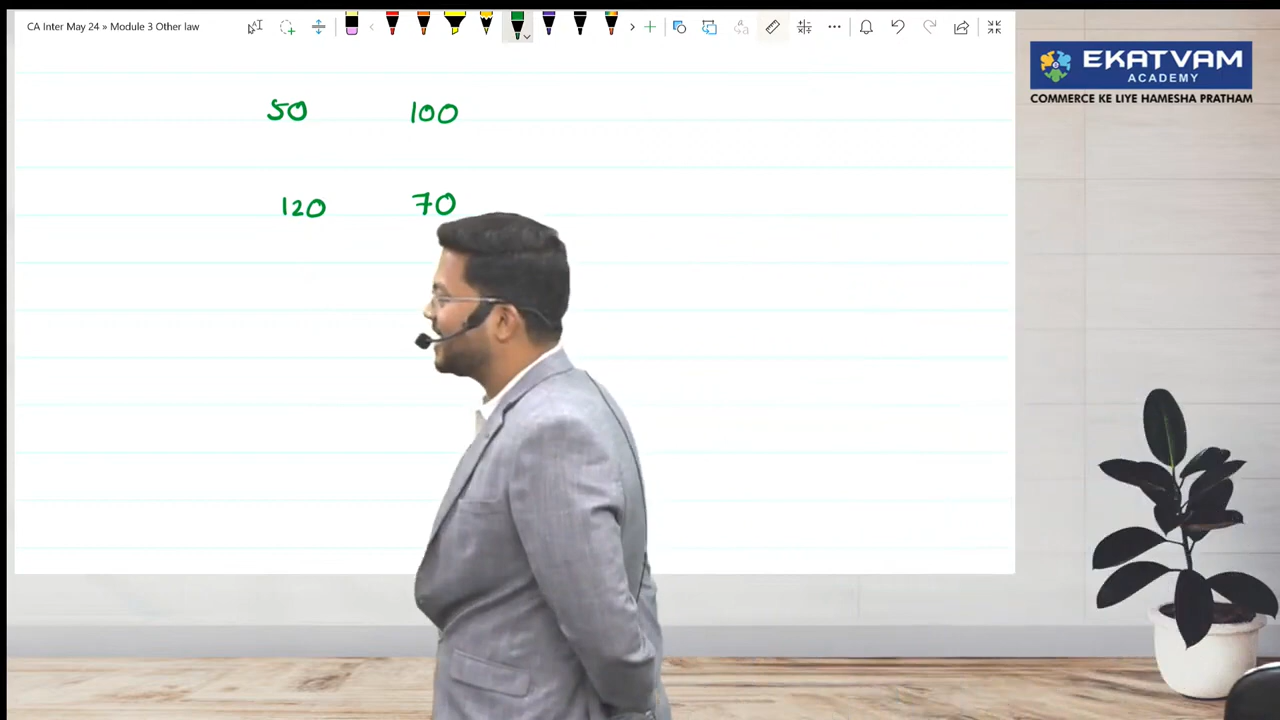 CA Inter May 24 » Module 3 Other law
EKATVAM
ACADEMY
COMMERCE KE LIYE HAMESHA PRATHAM
50 100
120 70